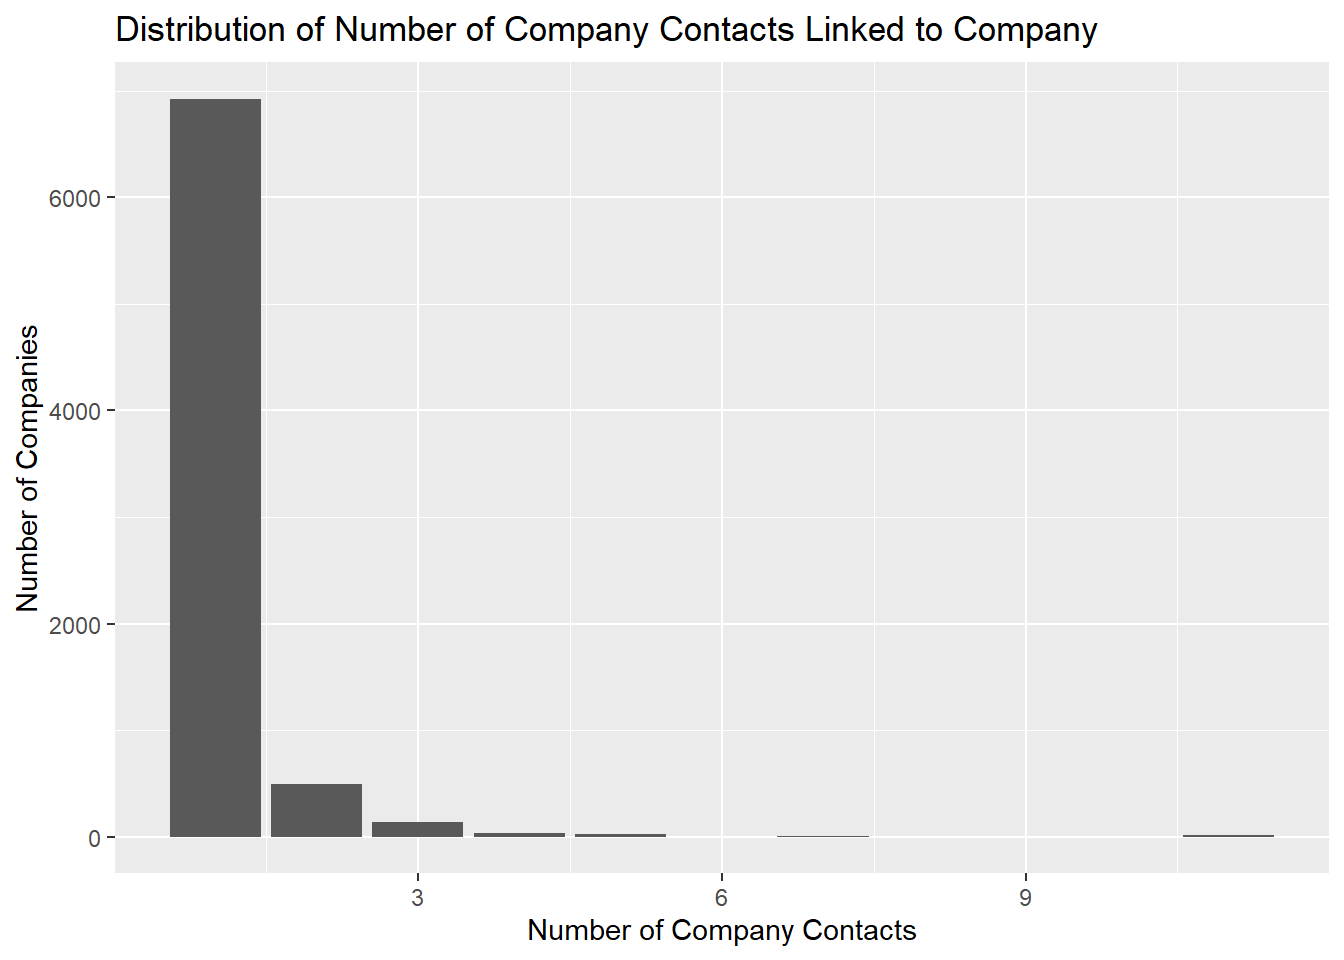 Distribution of Number of Company Contacts Linked to Company
Number of Companies
6000
4000
2000
0
3 6 9
Number of Company Contacts